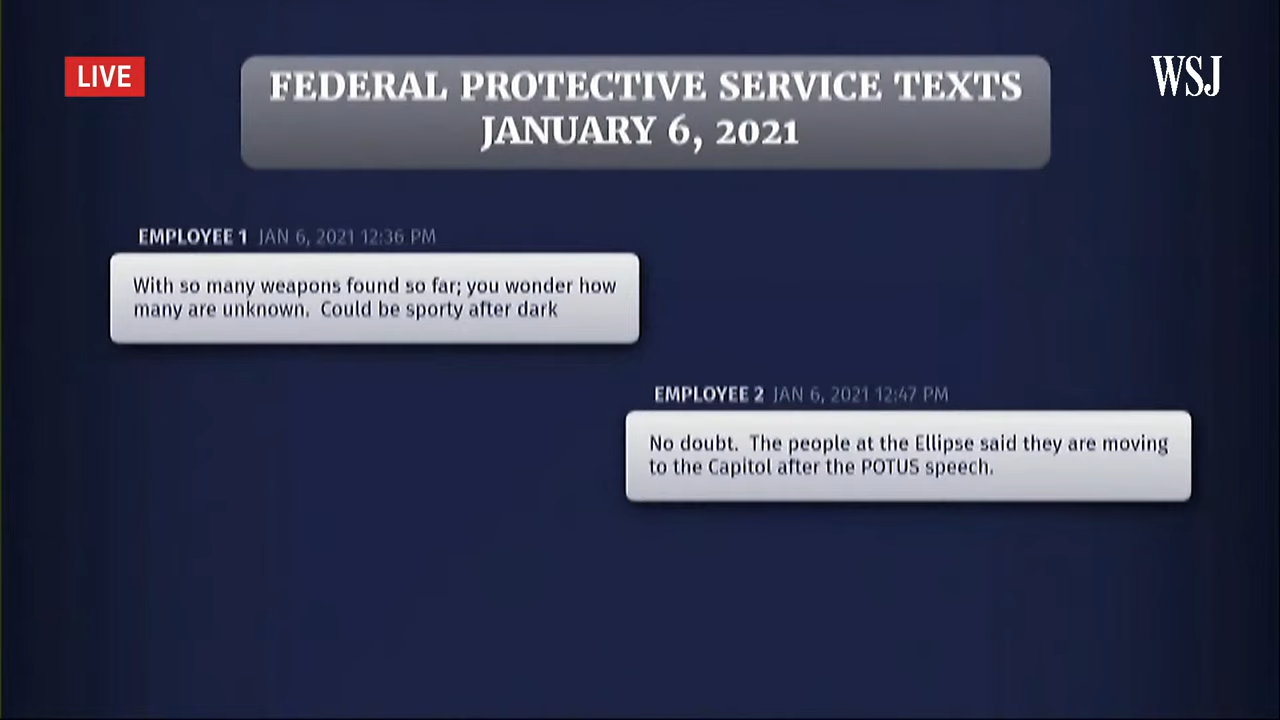 LIVE
WSJ
FEDERAL PROTECTIVE SERVICE TEXTS
JANUARY 6, 2021
EMPLOYEE 1 JAN 6, 2021 12:36 PM
With so many weapons found so far; you wonder how
many are unknown.  Could be sporty after dark
EMPLOYEE 2 JAN 6, 2021 12:47 PM
No doubt.  The people at the Ellipse said they are moving
to the Capitol after the POTUS speech.